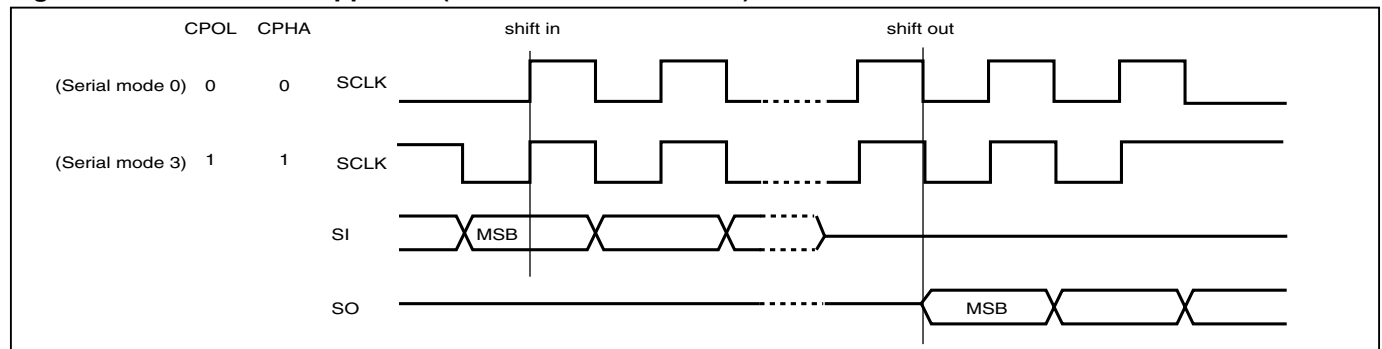 CPOL CPHA shift in shift out
(Serial mode 0) 0 0 SCLK
(Serial mode 3) 1 1 SCLK
SI MSB
SO MSB